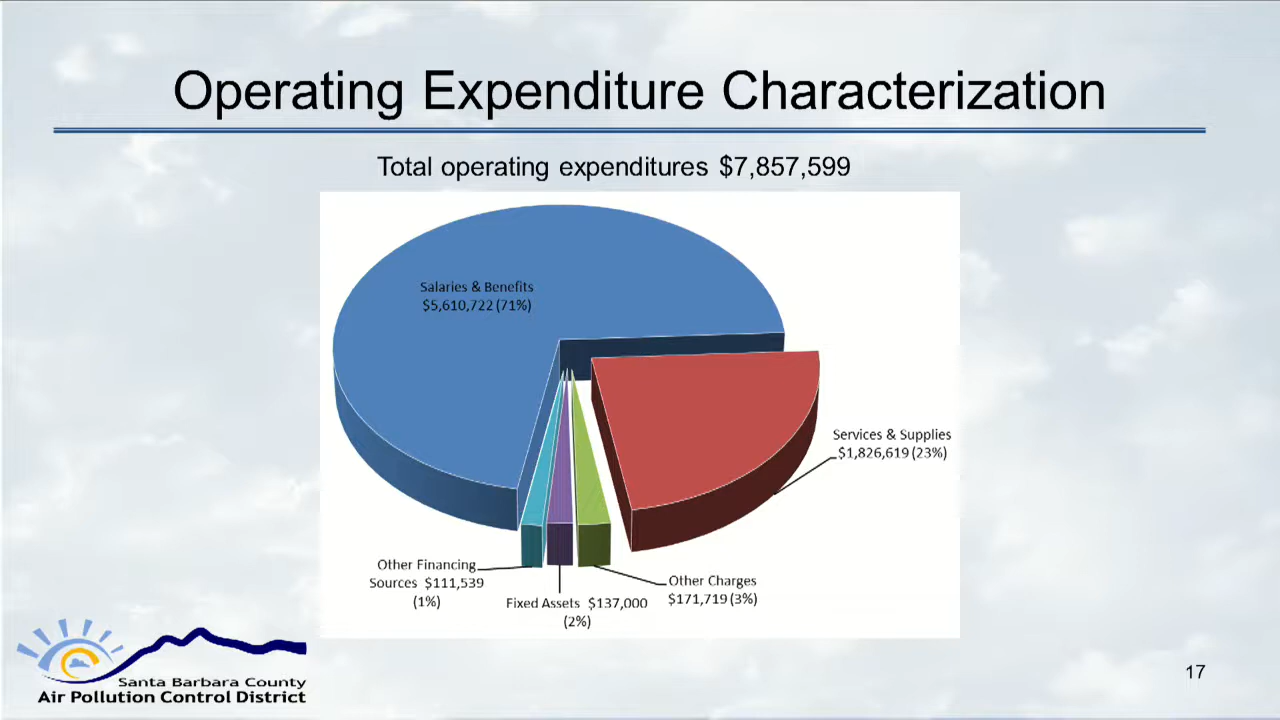 Operating Expenditure Characterization
Total operating expenditures $7,857,599
Salaries & Benefits
$5,610,722 (71%)
Services & Supplies
$1,826,619 (23%)
Other Financing
Sources $111,539
(1%)
Fixed Assets $137,000
(2%)
Other Charges
$171,719 (3%)
Santa Barbara County
Air Pollution Control District
17